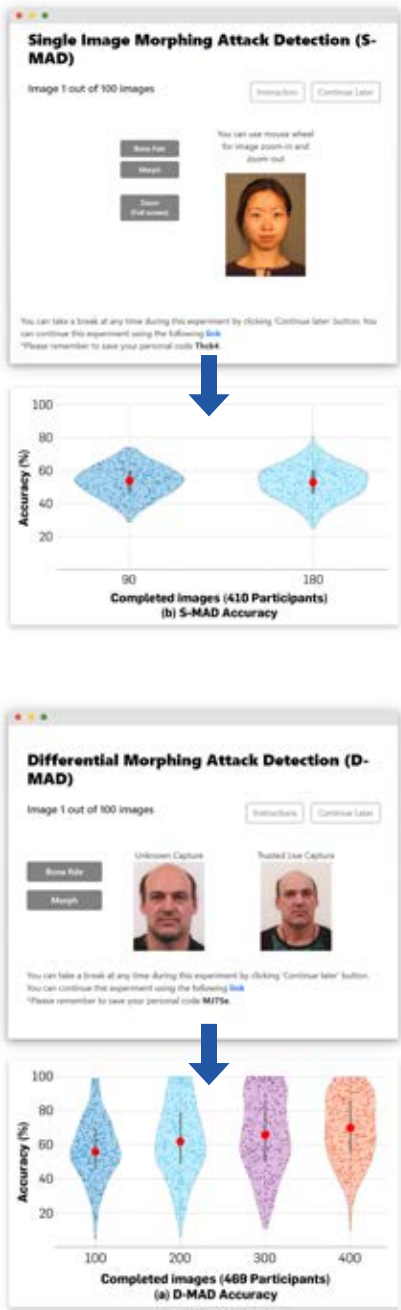 Single Image Morphing Attack Detection (S-
MAD)
Image 1 out of 100 images
Instruction
Continue Later
You can use mouse wheel
for image zoom-in and
zoom-out
Bona Fide
Morph
Zoom
(Full screen)
You can take a break at any time during this experiment by clicking 'Continue later' button. You
can continue this experiment using the following link
*Please remember to save your personal code
100
80
60
40
20
Accuracy (%)
90
180
Completed images (410 Participants)
(b) S-MAD Accuracy
Differential Morphing Attack Detection (D-
MAD)
Image 1 out of 100 images
Instructions
Continue Later
Unknown Capture
Trusted Live Capture
Bona fide
Morph
You can take a break at any time during this experiment by clicking 'Continue later' button.
You can continue this experiment using the following link
*Please remember to save your personal code
100
80
60
40
20
Accuracy (%)
100
200
300
400
Completed images (469 Participants)
(a) D-MAD Accuracy